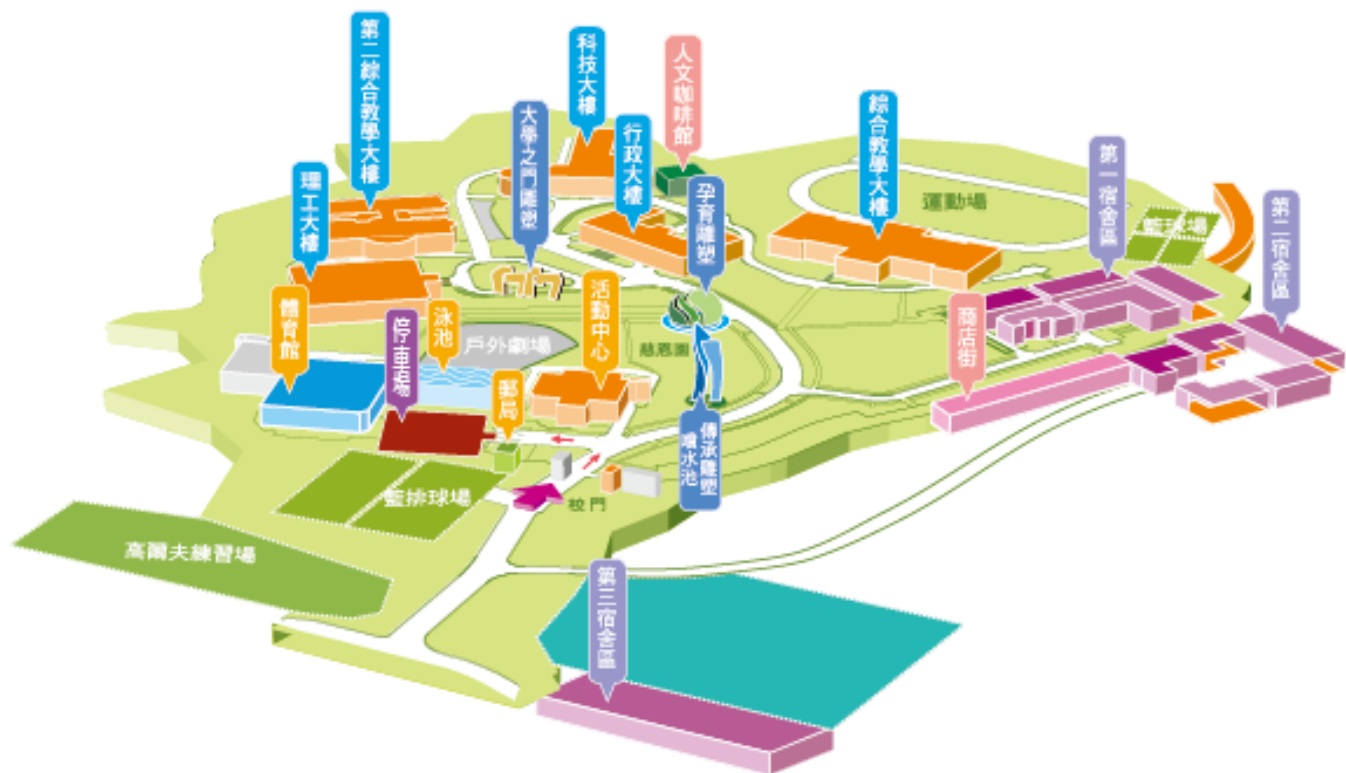 第二綜合教學大樓
科技大樓
人文咖啡館
大學之門雕塑
行政大樓
綜合教學大樓
第一宿舍區
理工大樓
孕育雕塑
運動場
籃球場
第二宿舍區
體育館
停車場
泳池
戶外劇場
活動中心
慈恩園
商店街
郵局
傳承雕塑
噴水池
籃排球場
校門
高爾夫練習場
第三宿舍區